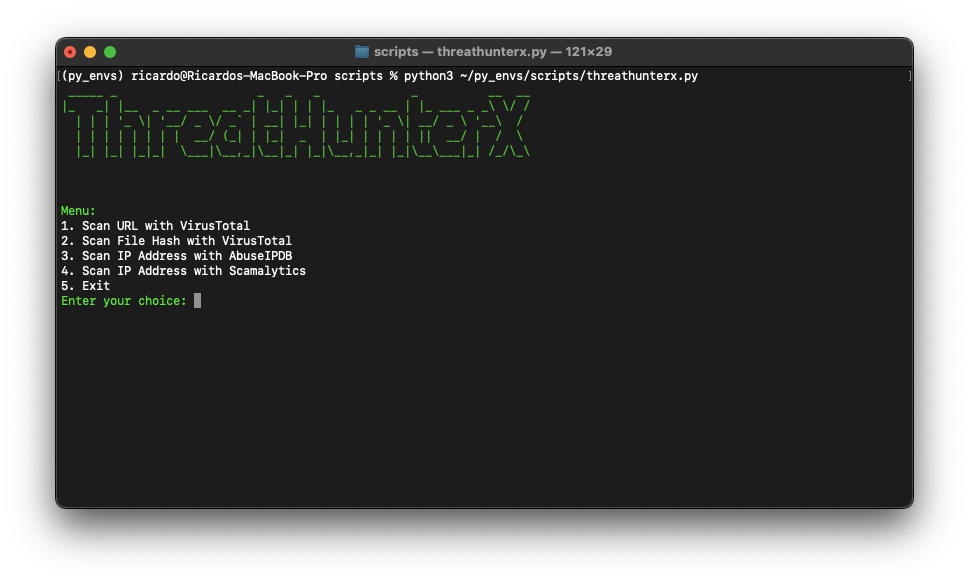 scripts — threathunterx.py — 121×29
[(py_envs) ricardo@Ricardos-MacBook-Pro scripts % python3 ~/py_envs/scripts/threathunterx.py ]
ThreatHunterX
Menu:
1. Scan URL with VirusTotal
2. Scan File Hash with VirusTotal
3. Scan IP Address with AbuseIPDB
4. Scan IP Address with Scamalytics
5. Exit
Enter your choice: